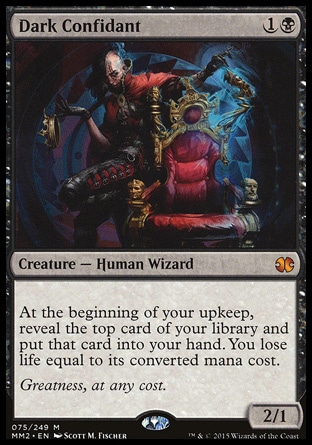 Dark Confidant 1
Creature — Human Wizard
At the beginning of your upkeep,
reveal the top card of your library and
put that card into your hand. You lose
life equal to its converted mana cost.
Greatness, at any cost.
2/1
075/249 M
MM2 • EN Scott M. Fischer ™ & © 2015 Wizards of the Coast